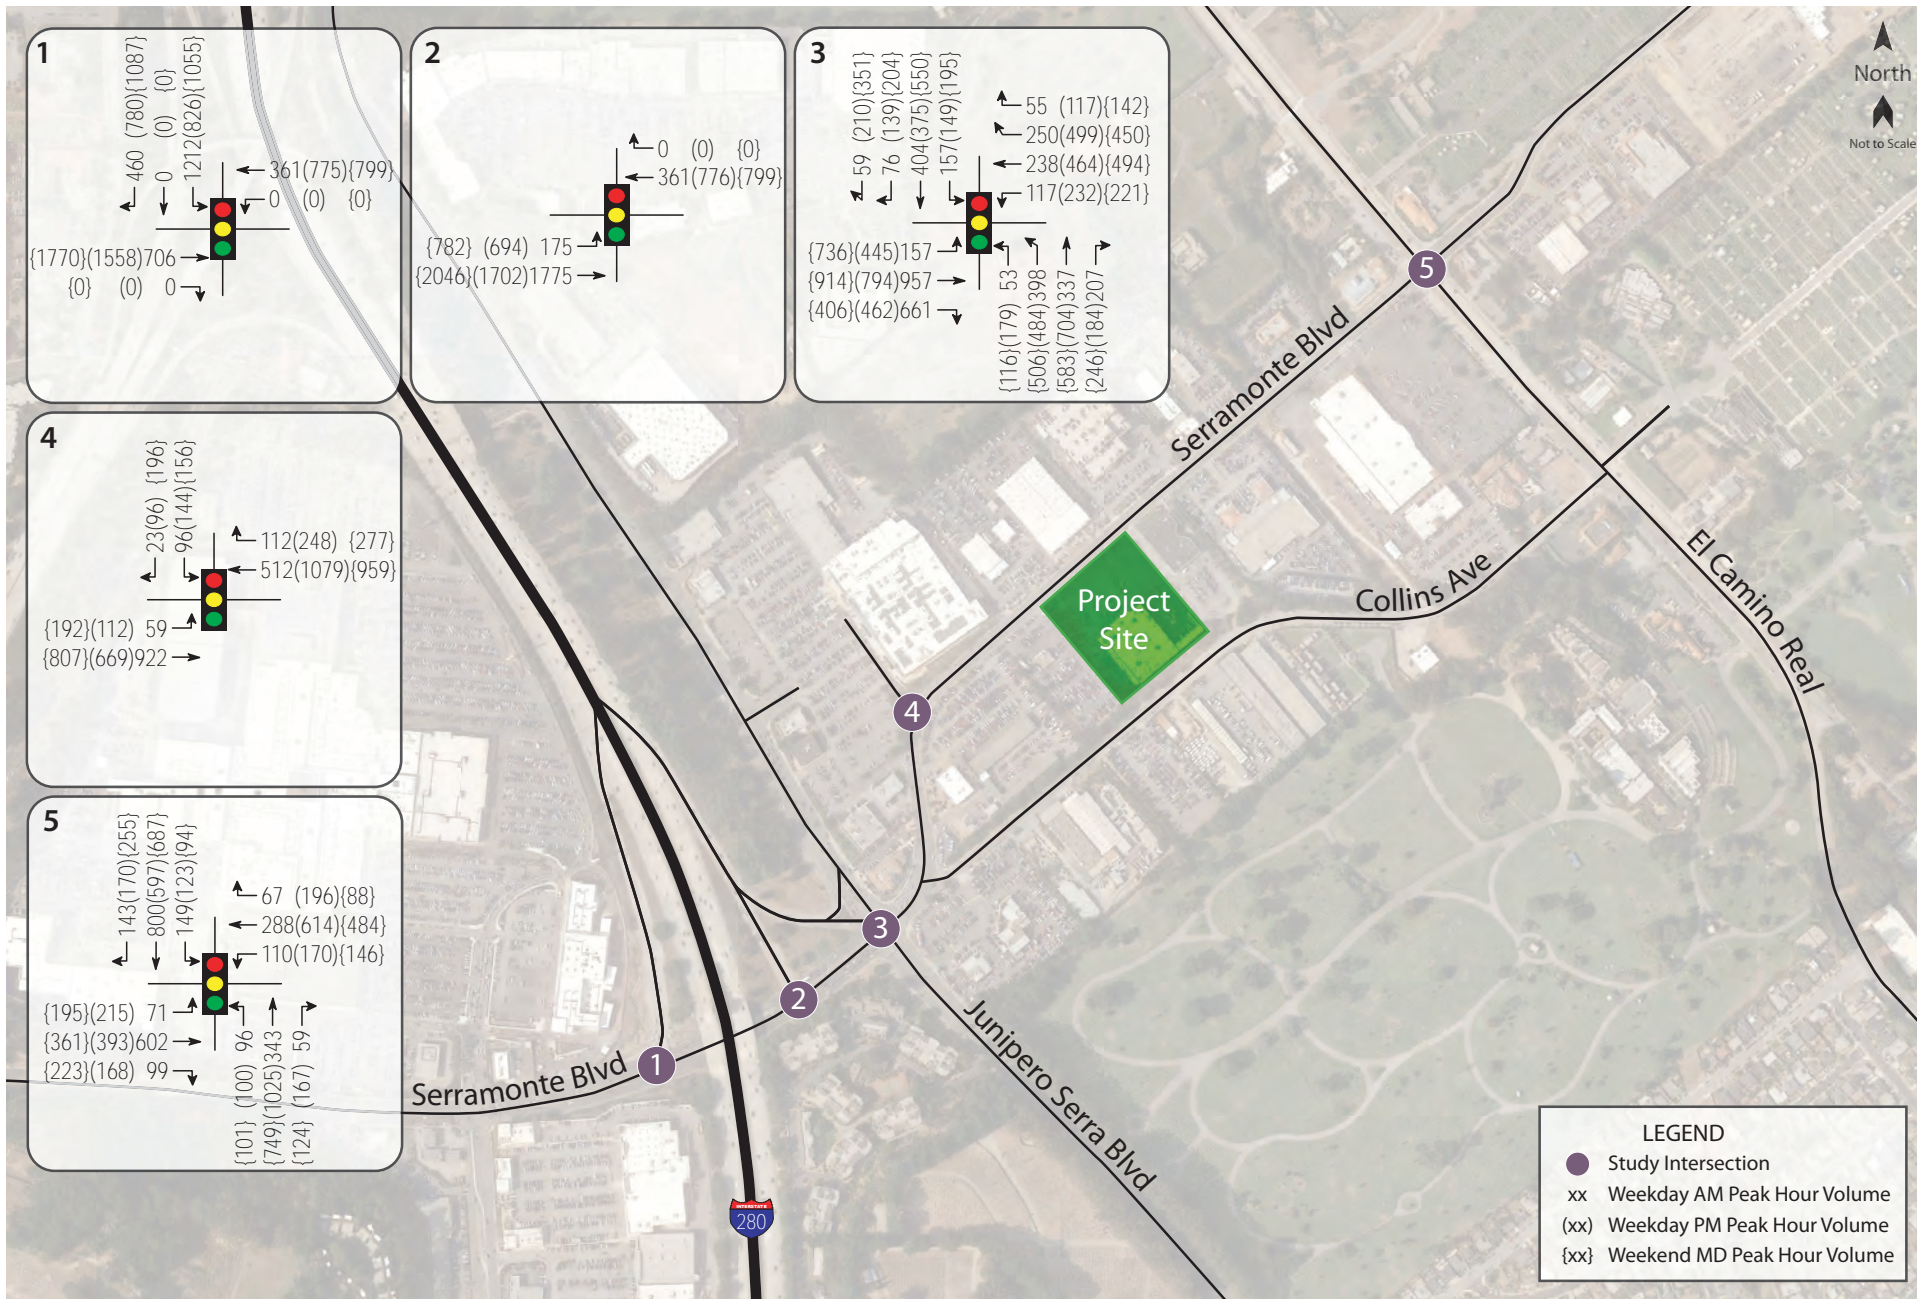 1
460 (780){1087}
0 (0) {0}
1212(826){1055}
361(775){799}
0 (0) {0}
{1770}(1558)706
{0} (0) 0
2
0 (0) {0}
361(776){799}
{782} (694) 175
{2046}(1702)1775
3
59 (210){351}
76 (139){204}
404(375){550}
157(149){195}
55 (117){142}
250(499){450}
238(464){494}
117(232){221}
{736}(445)157
{914}(794)957
{406}(462)661
{116}(179) 53
{506}(484)398
{583}(704)337
{246}(184)207
4
23(96) {196}
96(144){156}
112(248) {277}
512(1079){959}
{192}(112) 59
{807}(669)922
5
143(170){255}
800(597){687}
149(123){94}
67 (196){88}
288(614){484}
110(170){146}
{195}(215) 71
{361}(393)602
{223}(168) 99
{101} (100) 96
{749}(1025)343
{124} (167) 59
North
Not to Scale
5
Serramonte Blvd
El Camino Real
Collins Ave
Project
Site
4
3
2
1
Serramonte Blvd
Junipero Serra Blvd
INTERSTATE
280
LEGEND
Study Intersection
xx Weekday AM Peak Hour Volume
(xx) Weekday PM Peak Hour Volume
{xx} Weekend MD Peak Hour Volume